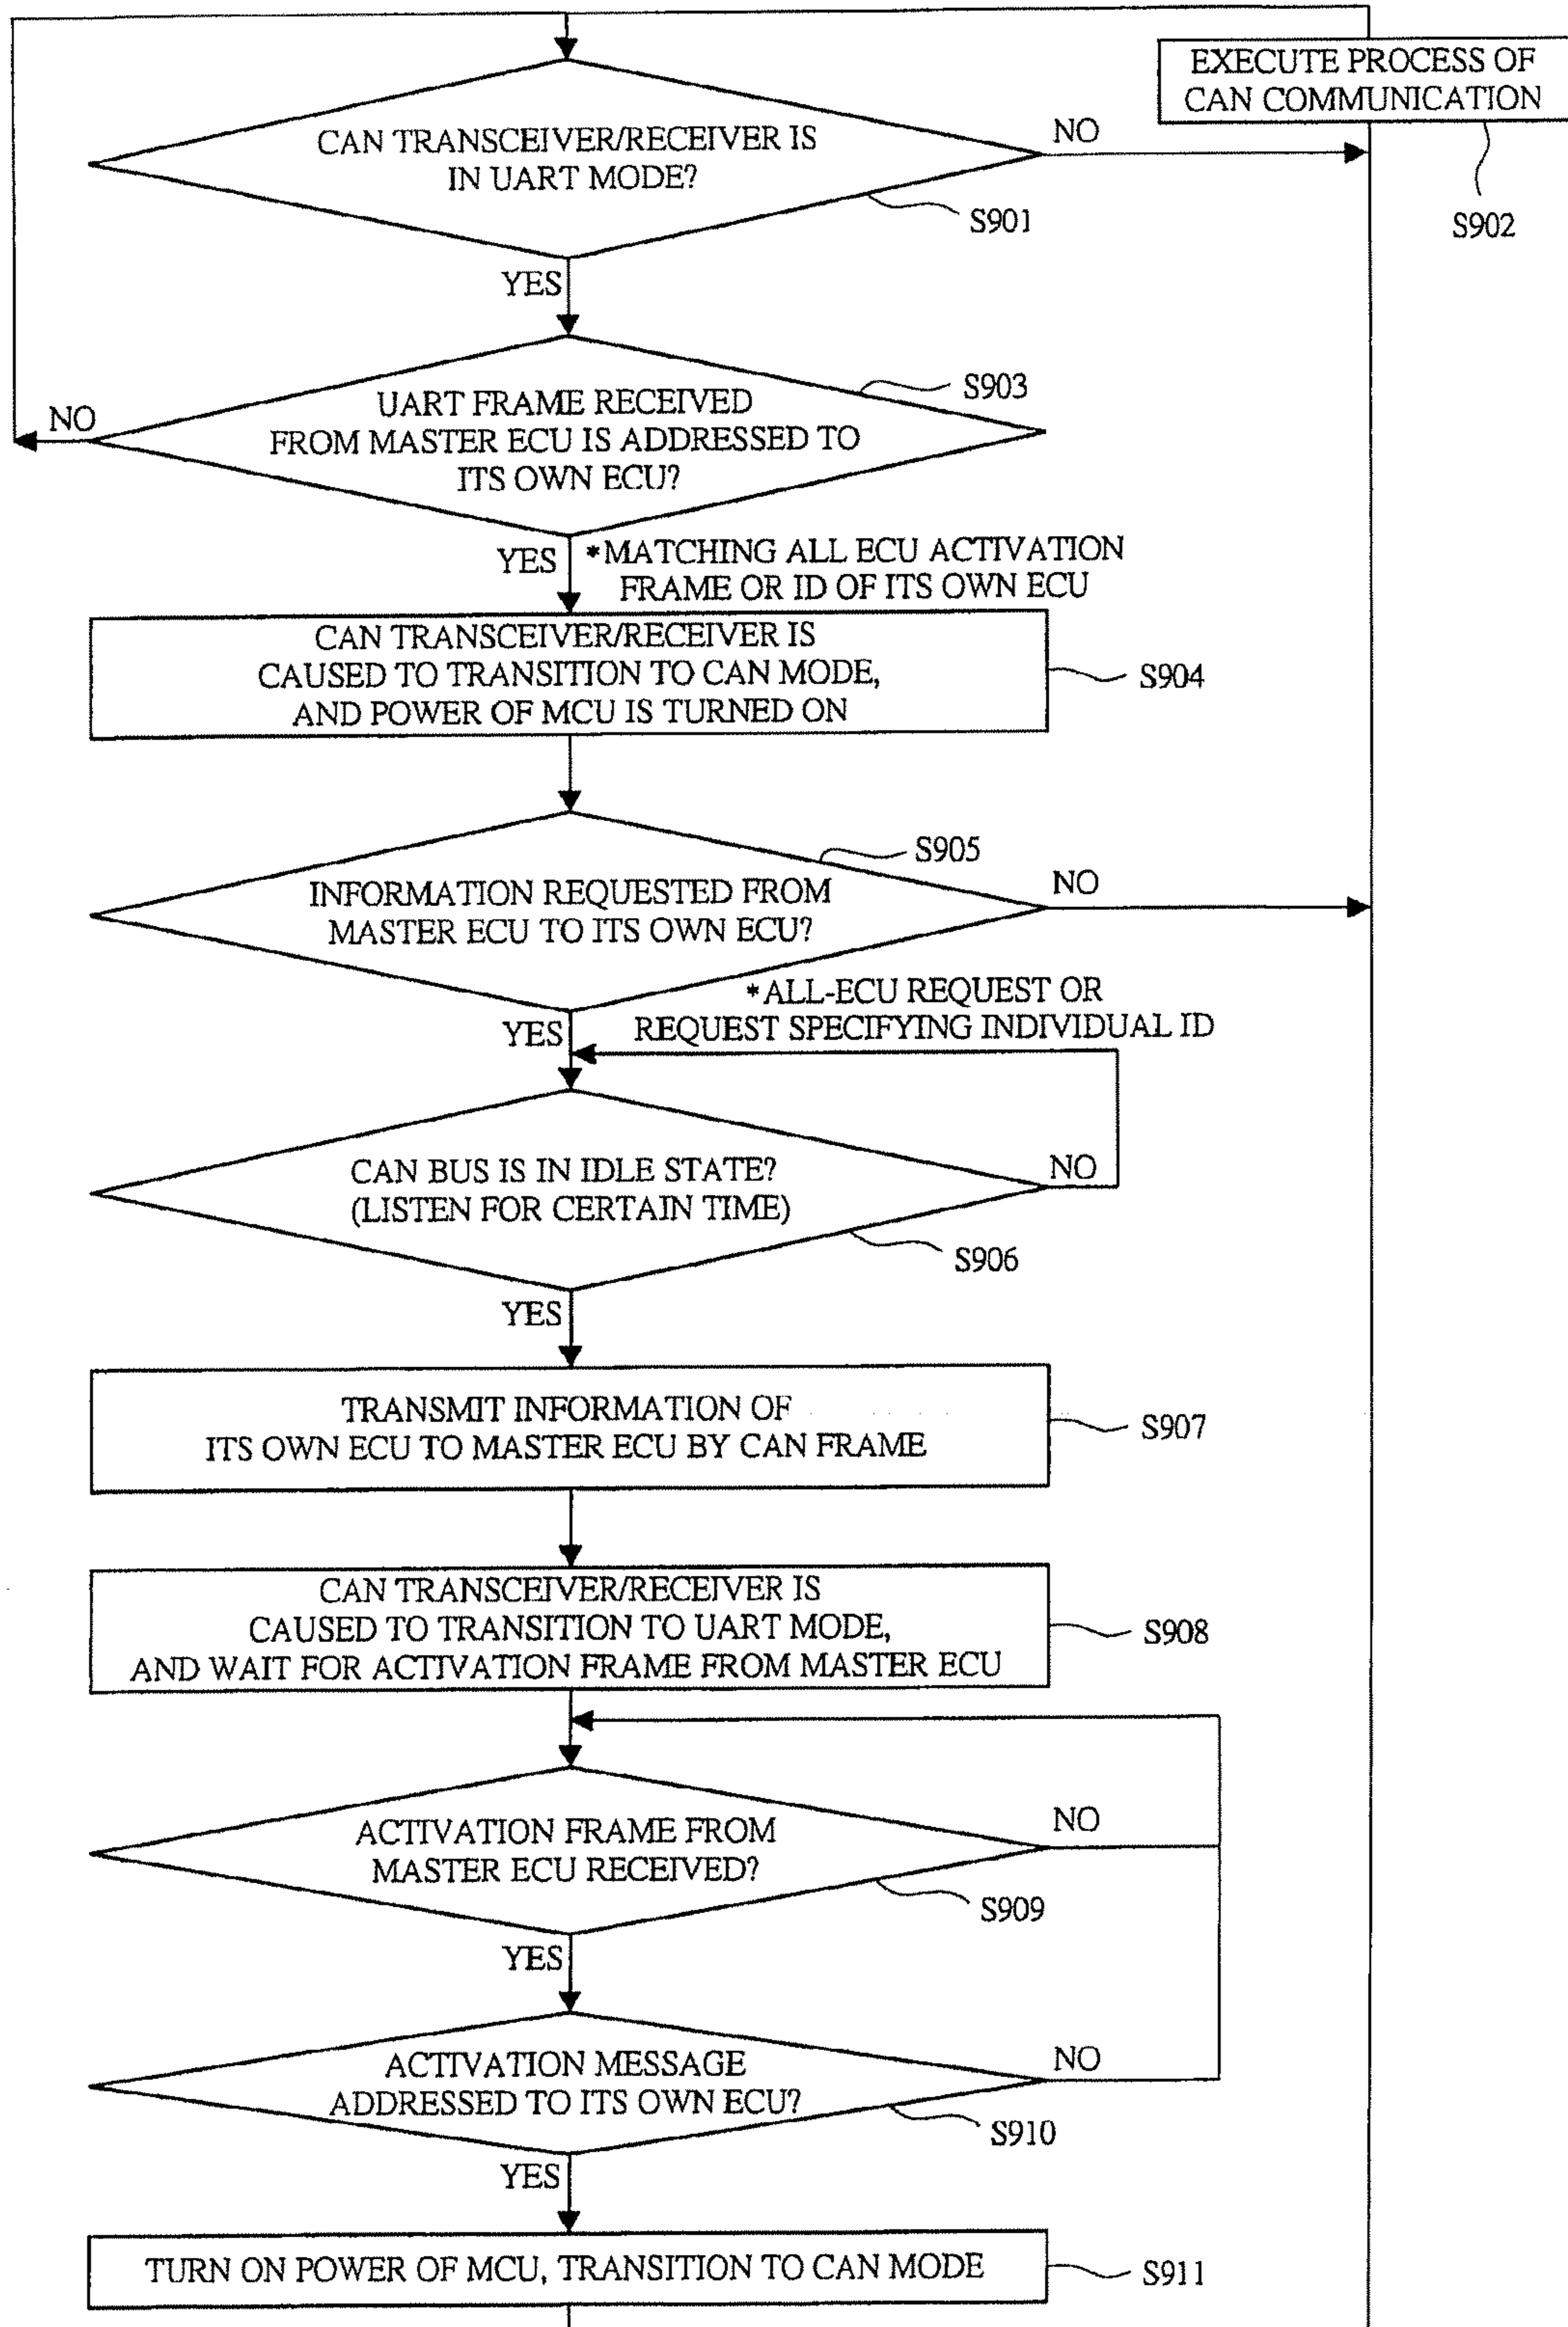 EXECUTE PROCESS OF
CAN COMMUNICATION
S902
CAN TRANSCEIVER/RECEIVER IS
IN UART MODE?
NO
S901
YES
S903
UART FRAME RECEIVED
FROM MASTER ECU IS ADDRESSED TO
ITS OWN ECU?
NO
YES
*MATCHING ALL ECU ACTIVATION
FRAME OR ID OF ITS OWN ECU
CAN TRANSCEIVER/RECEIVER IS
CAUSED TO TRANSITION TO CAN MODE,
AND POWER OF MCU IS TURNED ON
S904
S905
INFORMATION REQUESTED FROM
MASTER ECU TO ITS OWN ECU?
NO
YES
*ALL-ECU REQUEST OR
REQUEST SPECIFYING INDIVIDUAL ID
CAN BUS IS IN IDLE STATE?
(LISTEN FOR CERTAIN TIME)
NO
S906
YES
TRANSMIT INFORMATION OF
ITS OWN ECU TO MASTER ECU BY CAN FRAME
S907
CAN TRANSCEIVER/RECEIVER IS
CAUSED TO TRANSITION TO UART MODE,
AND WAIT FOR ACTIVATION FRAME FROM MASTER ECU
S908
ACTIVATION FRAME FROM
MASTER ECU RECEIVED?
NO
S909
YES
ACTIVATION MESSAGE
ADDRESSED TO ITS OWN ECU?
NO
S910
YES
TURN ON POWER OF MCU, TRANSITION TO CAN MODE
S911